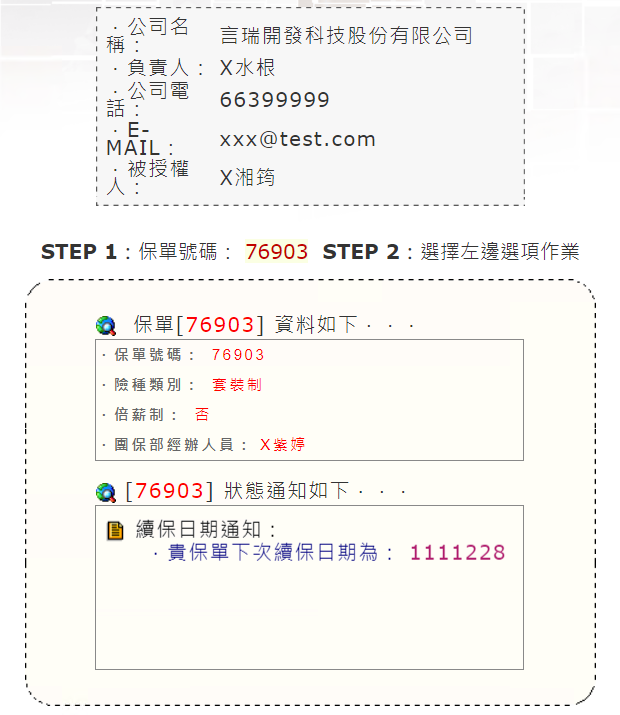 ．公司名稱： 言瑞開發科技股份有限公司
．負責人： X水根
．公司電話： 66399999
．E-MAIL： xxx@test.com
．被授權人： X湘筠
STEP 1：保單號碼： 76903 STEP 2：選擇左邊選項作業
保單[76903] 資料如下．．．
．保單號碼： 76903
．險種類別： 套裝制
．倍薪制： 否
．團保部經辦人員： X紫婷
[76903] 狀態通知如下．．．
續保日期通知：
．貴保單下次續保日期為： 1111228